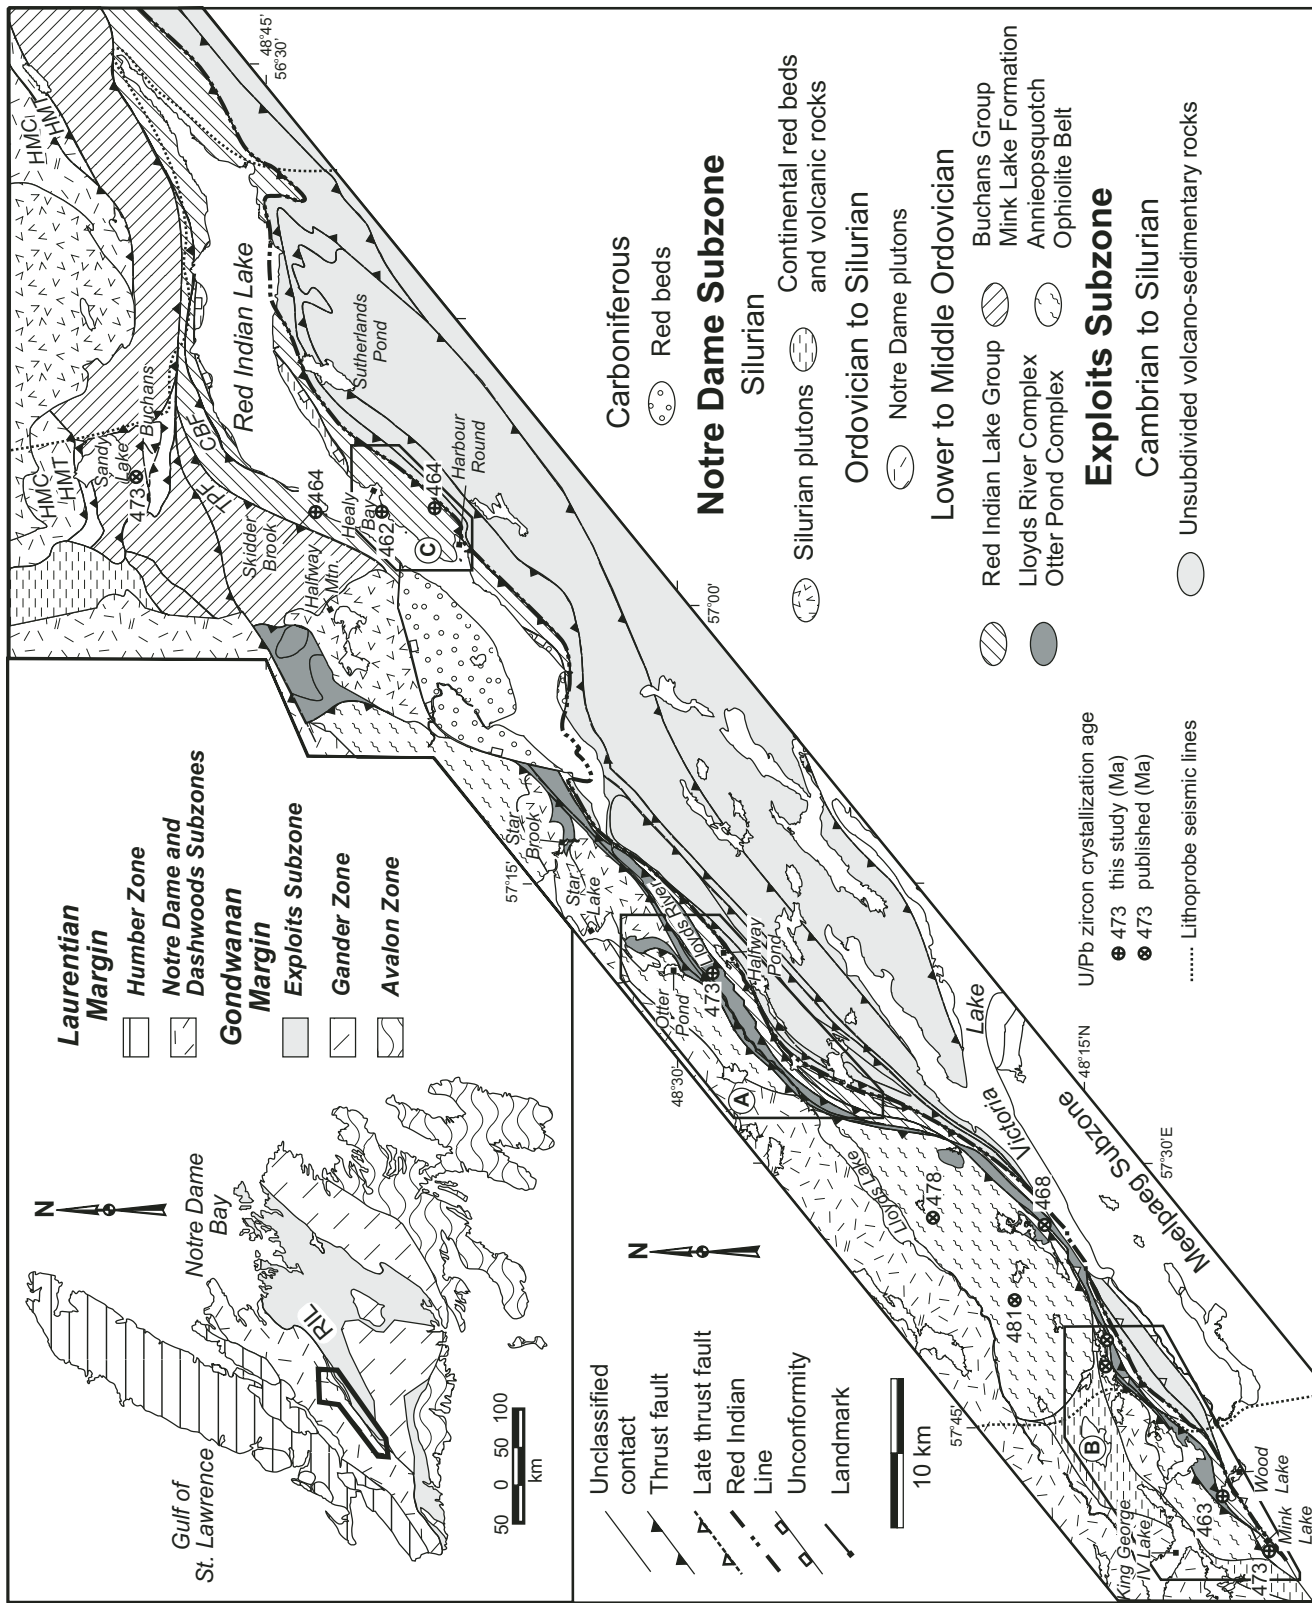 Laurentian
Margin
Humber Zone
Notre Dame and
Dashwoods Subzones
Gondwanan
Margin
Exploits Subzone
Gander Zone
Avalon Zone
N
Notre Dame
Bay
Gulf of
St. Lawrence
RIL
50 0 50 100
km
N
Unclassified
contact
Thrust fault
Late thrust fault
Red Indian
Line
Unconformity
Landmark
10 km
HMC
HMT
HMC
HMT
Sandy
Lake
473
Buchans
CBF
TPF
Skidder
Brook
464
Halfway
Mtn.
Healy
Bay
462
464
C
Harbour
Round
Red Indian Lake
Sutherlands
Pond
48°45'
56°30'
57°00'
57°15'
Star
Brook
Star
Lake
Lloyds River
Otter
Pond
473
Halfway
Pond
48°30'
A
Lloyds Lake
478
481
468
Victoria
Lake
Meelpaeg Subzone
48°15'N
57°30'E
57°45'
B
King George
IV Lake
463
Wood
Lake
473
Mink
Lake
Carboniferous
Red beds
Notre Dame Subzone
Silurian
Silurian plutons
Continental red beds
and volcanic rocks
Ordovician to Silurian
Notre Dame plutons
Lower to Middle Ordovician
Red Indian Lake Group
Buchans Group
Mink Lake Formation
Lloyds River Complex
Otter Pond Complex
Annieopsquotch
Ophiolite Belt
Exploits Subzone
Cambrian to Silurian
Unsubdivided volcano-sedimentary rocks
U/Pb zircon crystallization age
473 this study (Ma)
473 published (Ma)
Lithoprobe seismic lines